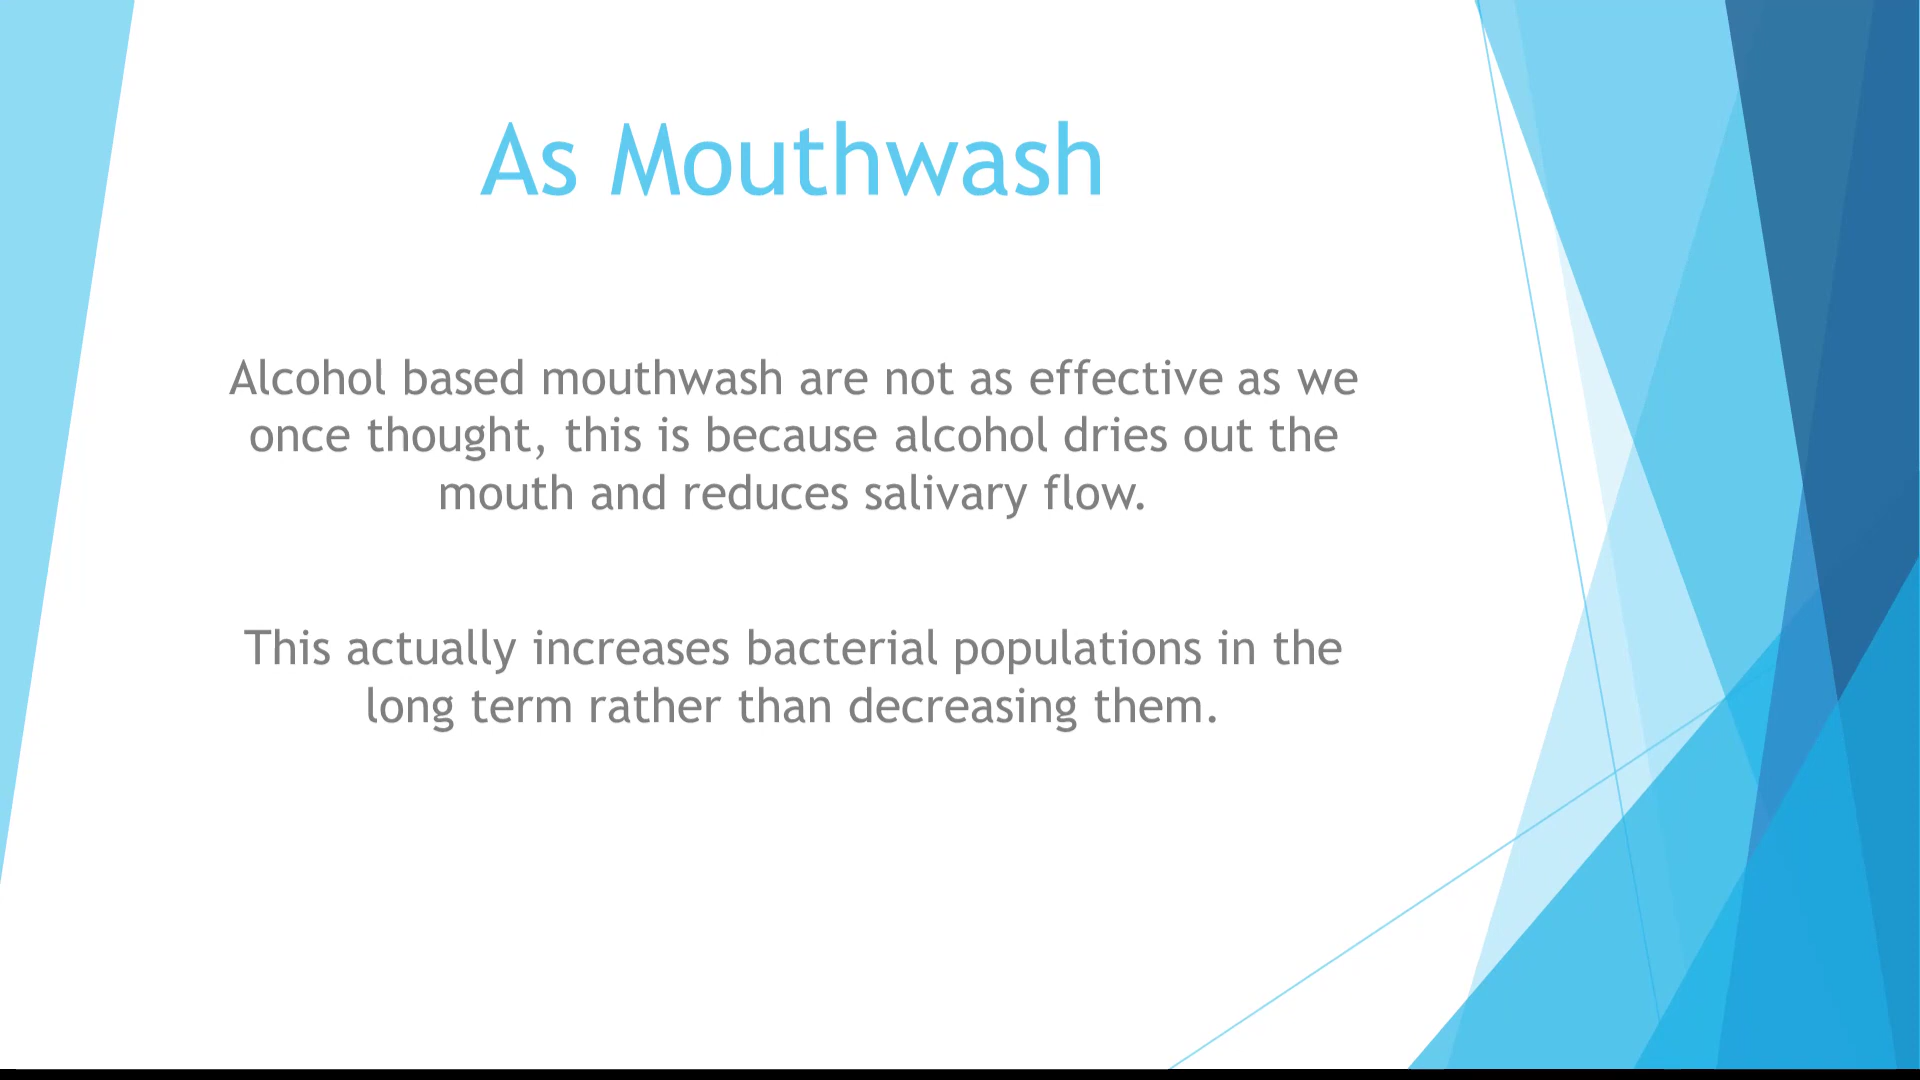 As Mouthwash
Alcohol based mouthwash are not as effective as we
once thought, this is because alcohol dries out the
mouth and reduces salivary flow.
This actually increases bacterial populations in the
long term rather than decreasing them.